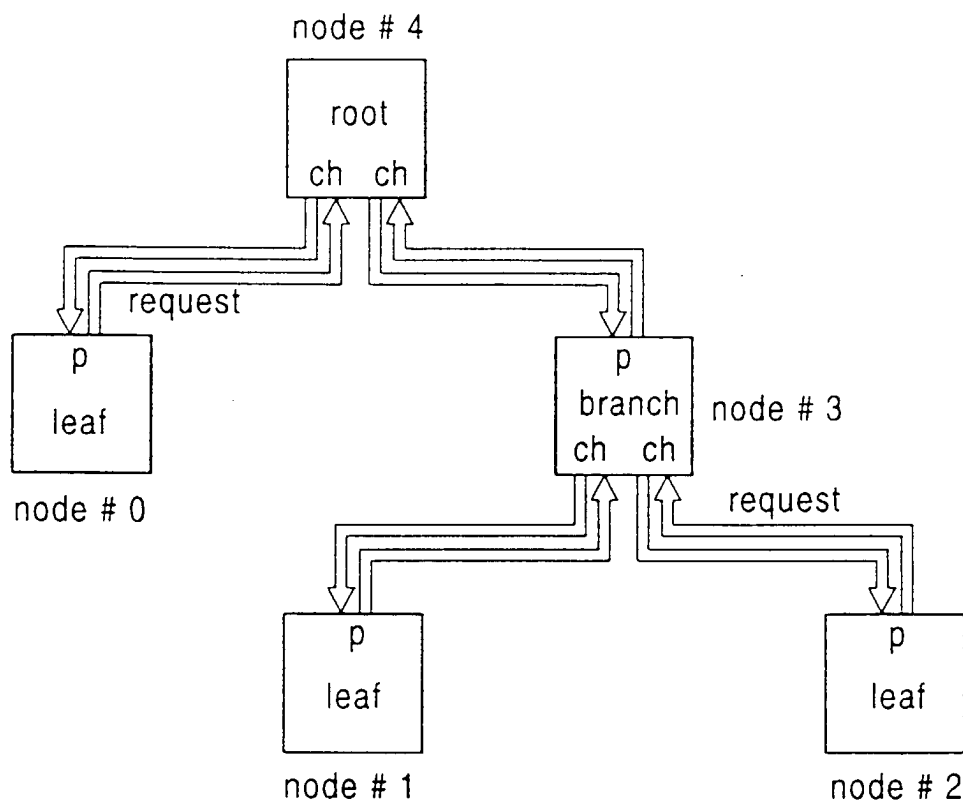 node # 4
root
ch ch
request
p
leaf
node # 0
p
branch
ch ch
node # 3
request
p
leaf
node # 1
p
leaf
node # 2